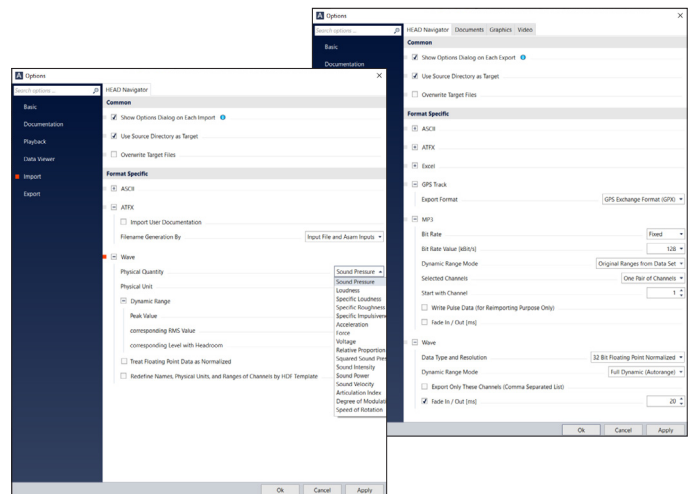 Options
Search options ...
Basic
Documentation
HEAD Navigator Documents Graphics Video
Common
Show Options Dialog on Each Export
Use Source Directory as Target
Overwrite Target Files
Format Specific
ASCII
ATFX
Excel
GPS Track
Export Format GPS Exchange Format (GPX)
MP3
Bit Rate Fixed
Bit Rate Value [kBit/s] 128
Dynamic Range Mode Original Ranges from Data Set
Selected Channels One Pair of Channels
Start with Channel 1
Write Pulse Data (for Reimporting Purpose Only)
Fade In / Out [ms]
Wave
Data Type and Resolution 32 Bit Floating Point Normalized
Dynamic Range Mode Full Dynamic (Autorange)
Export Only These Channels (Comma Separated List)
Fade In / Out [ms] 20
Ok Cancel Apply
Options
Search options ...
Basic
Documentation
Playback
Data Viewer
Import
Export
HEAD Navigator
Common
Show Options Dialog on Each Import
Use Source Directory as Target
Overwrite Target Files
Format Specific
ASCII
ATFX
Import User Documentation
Filename Generation By Input File and Asam Inputs
Wave
Physical Quantity Sound Pressure
Physical Unit
Dynamic Range
Peak Value
corresponding RMS Value
corresponding Level with Headroom
Treat Floating Point Data as Normalized
Redefine Names, Physical Units, and Ranges of Channels by HDF Template
Sound Pressure
Loudness
Specific Loudness
Specific Roughness
Specific Impulsivene
Acceleration
Force
Voltage
Relative Proportion
Squared Sound Pres
Sound Intensity
Sound Power
Sound Velocity
Articulation Index
Degree of Modulati
Speed of Rotation
Ok Cancel Apply